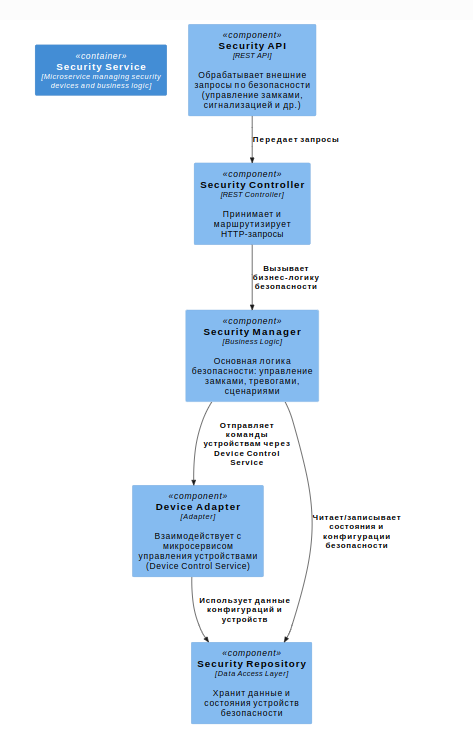 «container»
Security Service
[Microservice managing security
devices and business logic]
«component»
Security API
[REST API]
Обрабатывает внешние
запросы по безопасности
(управление замками,
сигнализацией и др.)
Передает запросы
«component»
Security Controller
[REST Controller]
Принимает и
маршрутизирует
HTTP-запросы
Вызывает
бизнес-логику
безопасности
«component»
Security Manager
[Business Logic]
Основная логика
безопасности: управление
замками, тревогами,
сценариями
Отправляет
команды
устройствам через
Device Control
Service
Читает/записывает
состояния и
конфигурации
безопасности
«component»
Device Adapter
[Adapter]
Взаимодействует с
микросервисом
управления устройствами
(Device Control Service)
Использует данные
конфигураций и
устройств
«component»
Security Repository
[Data Access Layer]
Хранит данные и
состояния устройств
безопасности